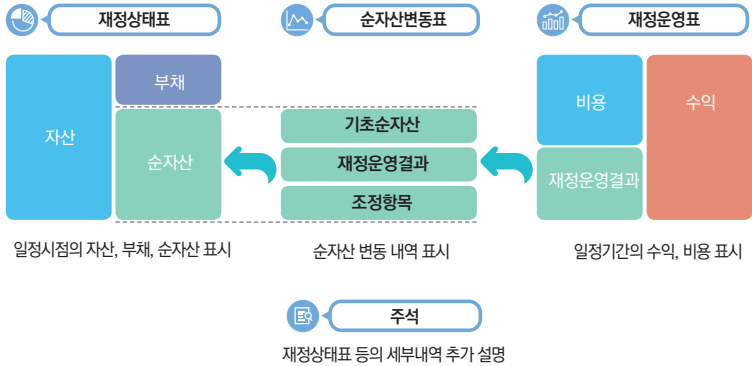 재정상태표
순자산변동표
재정운영표
자산
부채
순자산
기초순자산
재정운영결과
조정항목
비용
재정운영결과
수익
일정시점의 자산, 부채, 순자산 표시
순자산 변동 내역 표시
일정기간의 수익, 비용 표시
주석
재정상태표 등의 세부내역 추가 설명